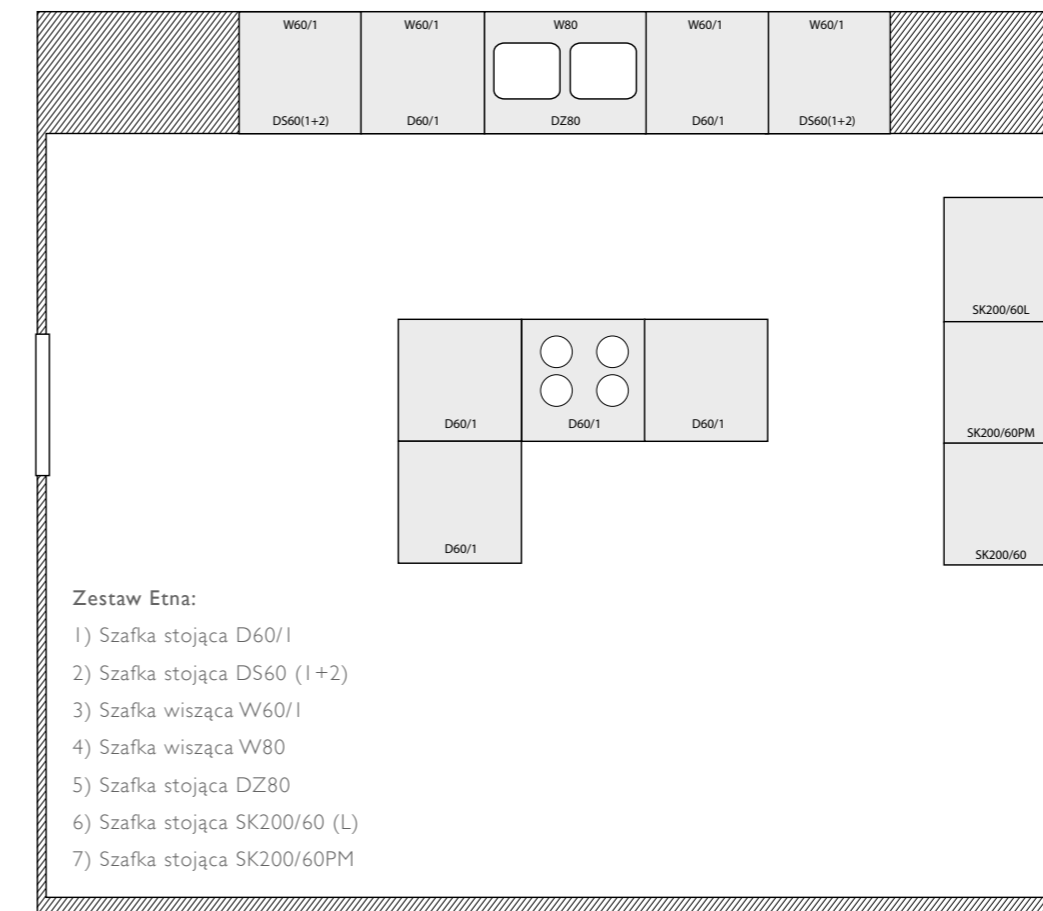 W60/1 W60/1 W80 W60/1 W60/1
DS60(1+2) D60/1 DZ80 D60/1 DS60(1+2)
SK200/60L
D60/1 D60/1 D60/1
SK200/60PM
D60/1
SK200/60
Zestaw Etna:
1) Szafka stojąca D60/1
2) Szafka stojąca DS60 (1+2)
3) Szafka wisząca W60/1
4) Szafka wisząca W80
5) Szafka stojąca DZ80
6) Szafka stojąca SK200/60 (L)
7) Szafka stojąca SK200/60PM